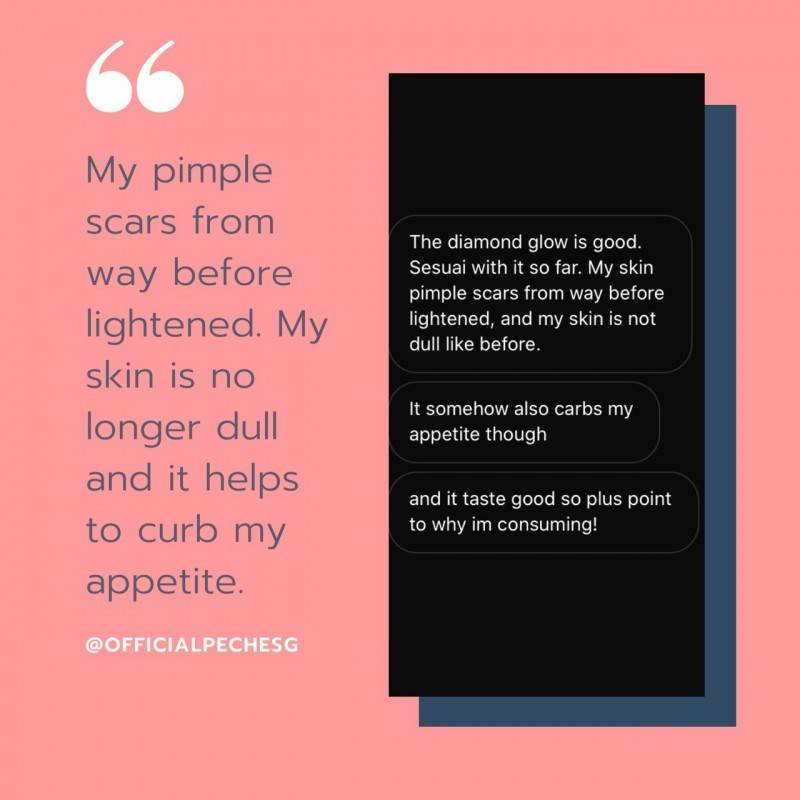 My pimple
scars from
way before
lightened. My
skin is no
longer dull
and it helps
to curb my
appetite.
@OFFICIALPECHESG
The diamond glow is good.
Sesuai with it so far. My skin
pimple scars from way before
lightened, and my skin is not
dull like before.
It somehow also carbs my
appetite though
and it taste good so plus point
to why im consuming!